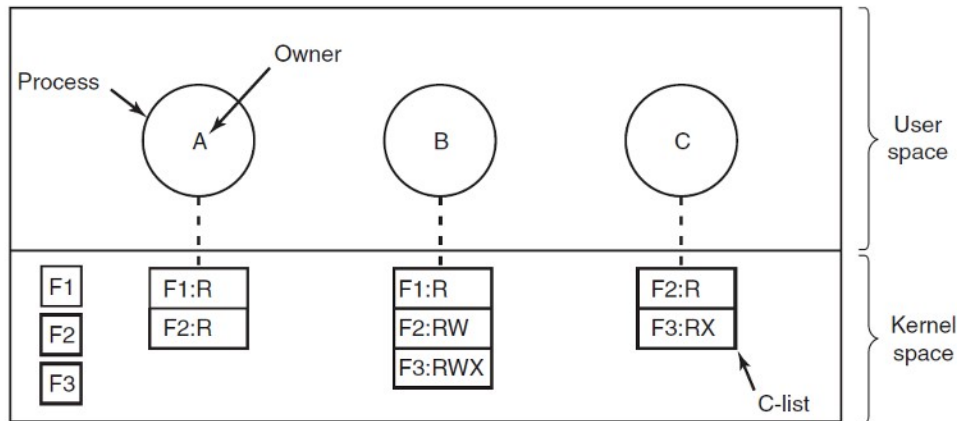 Owner
Process
A
B
C
User
space
F1
F2
F3
F1:R
F2:R
F1:R
F2:RW
F3:RWX
F2:R
F3:RX
C-list
Kernel
space